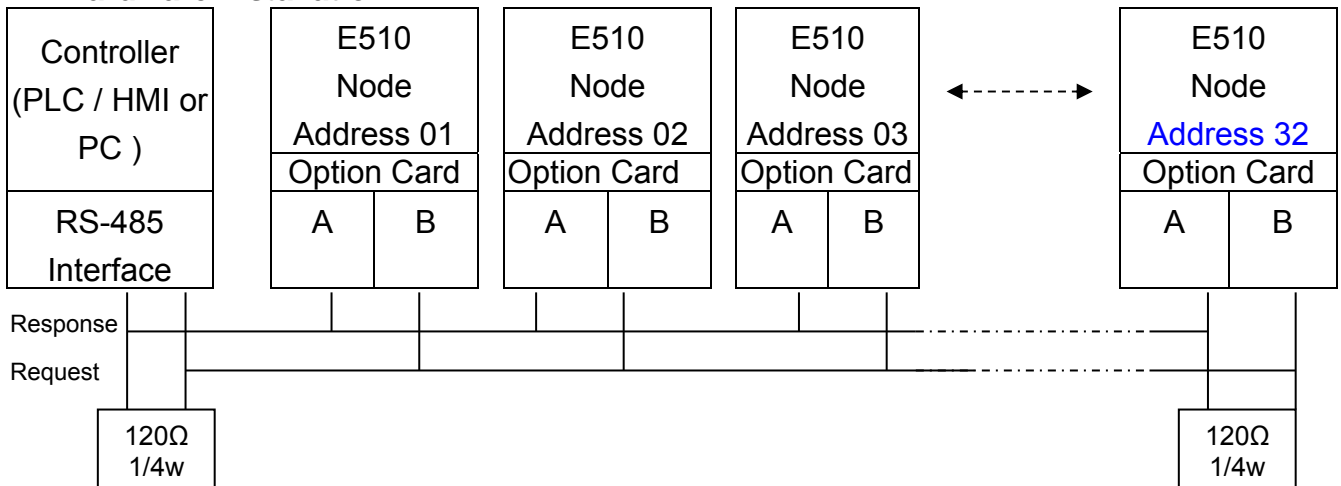 Controller
(PLC / HMI or
PC )
RS-485
Interface
E510
Node
Address 01
Option Card
A B
E510
Node
Address 02
Option Card
A B
E510
Node
Address 03
Option Card
A B
E510
Node
Address 32
Option Card
A B
Response
Request
120Ω
1/4w
120Ω
1/4w